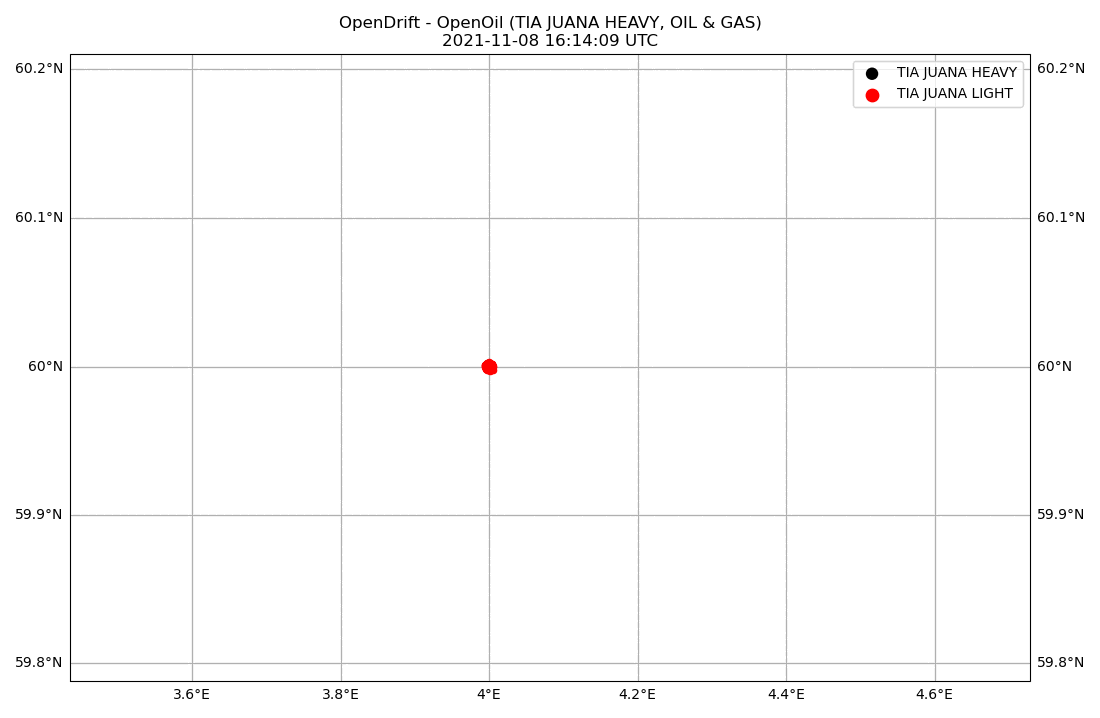 OpenDrift - OpenOil (TIA JUANA HEAVY, OIL & GAS)
2021-11-08 16:14:09 UTC
TIA JUANA HEAVY
TIA JUANA LIGHT
60.2°N 60.2°N
60.1°N 60.1°N
60°N 60°N
59.9°N 59.9°N
59.8°N 59.8°N
3.6°E 3.8°E 4°E 4.2°E 4.4°E 4.6°E